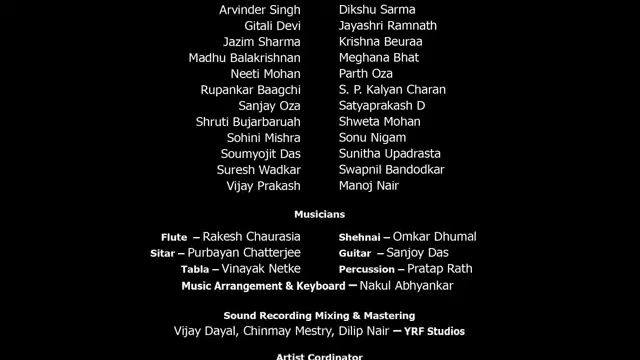 Arvinder Singh Dikshu Sarma
Gitali Devi Jayashri Ramnath
Jazim Sharma Krishna Beuraa
Madhu Balakrishnan Meghana Bhat
Neeti Mohan Parth Oza
Rupankar Baagchi S. P. Kalyan Charan
Sanjay Oza Satyaprakash D
Shruti Bujarbaruah Shweta Mohan
Sohini Mishra Sonu Nigam
Soumyojit Das Sunitha Upadrasta
Suresh Wadkar Swapnil Bandodkar
Vijay Prakash Manoj Nair
Musicians
Flute – Rakesh Chaurasia Shehnai – Omkar Dhumal
Sitar – Purbayan Chatterjee Guitar – Sanjoy Das
Tabla – Vinayak Netke Percussion – Pratap Rath
Music Arrangement & Keyboard – Nakul Abhyankar
Sound Recording Mixing & Mastering
Vijay Dayal, Chinmay Mestry, Dilip Nair – YRF Studios
Artist Cordinator